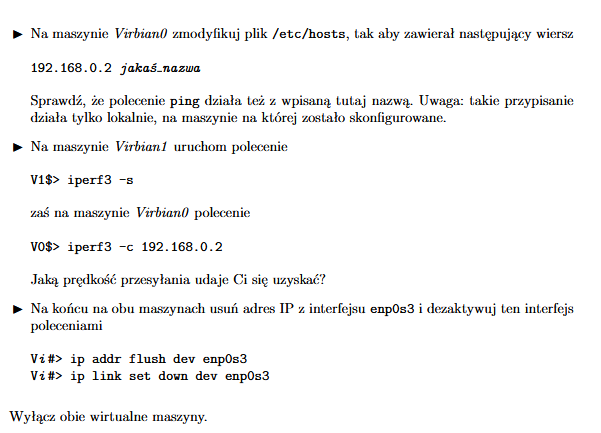 ► Na maszynie Virbian0 zmodyfikuj plik /etc/hosts, tak aby zawierał następujący wiersz
192.168.0.2 jakaś_nazwa
Sprawdź, że polecenie ping działa też z wpisaną tutaj nazwą. Uwaga: takie przypisanie
działa tylko lokalnie, na maszynie na której zostało skonfigurowane.
► Na maszynie Virbian1 uruchom polecenie
V1$> iperf3 -s
zaś na maszynie Virbian0 polecenie
V0$> iperf3 -c 192.168.0.2
Jaką prędkość przesyłania udaje Ci się uzyskać?
► Na końcu na obu maszynach usuń adres IP z interfejsu enp0s3 i dezaktywuj ten interfejs
poleceniami
Vi#> ip addr flush dev enp0s3
Vi#> ip link set down dev enp0s3
Wyłącz obie wirtualne maszyny.